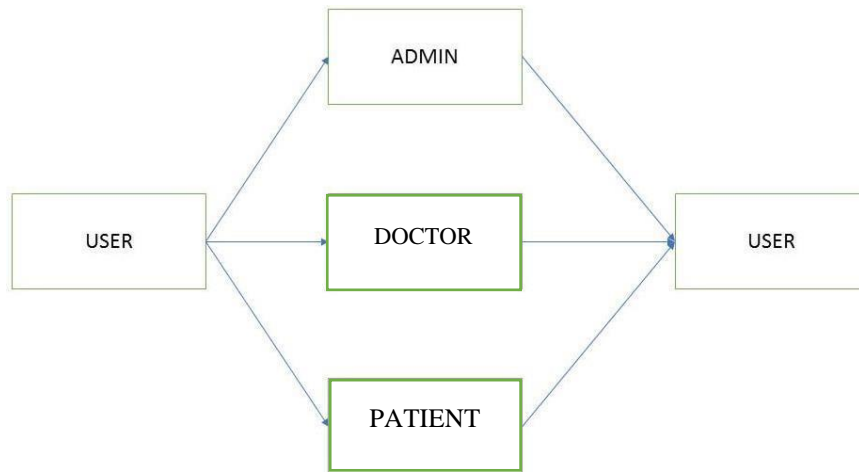 ADMIN
USER
DOCTOR
USER
PATIENT